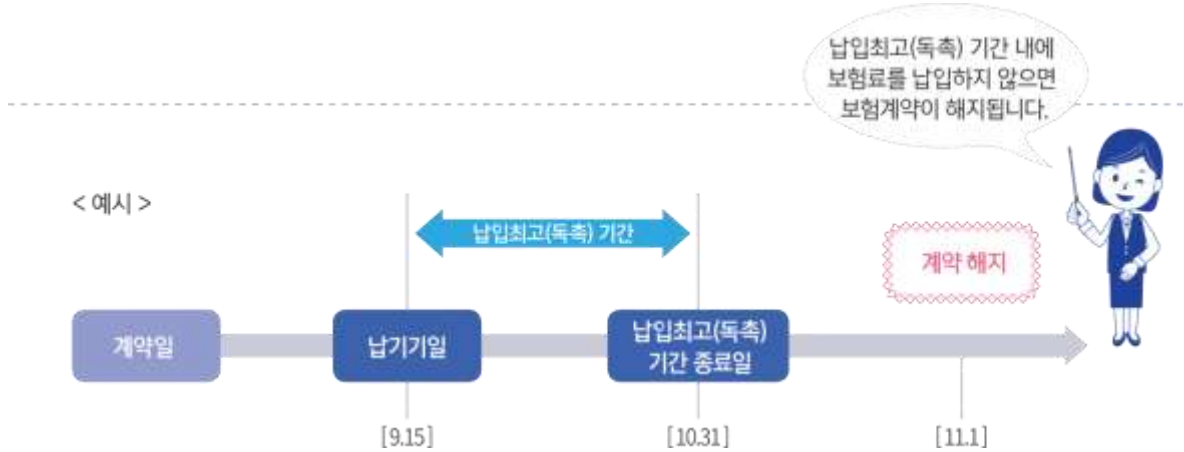 납입최고(독촉) 기간 내에
보험료를 납입하지 않으면
보험계약이 해지됩니다.
< 예시 >
납입최고(독촉) 기간
계약 해지
계약일
납기기일
납입최고(독촉)
기간 종료일
[9.15]
[10.31]
[11.1]